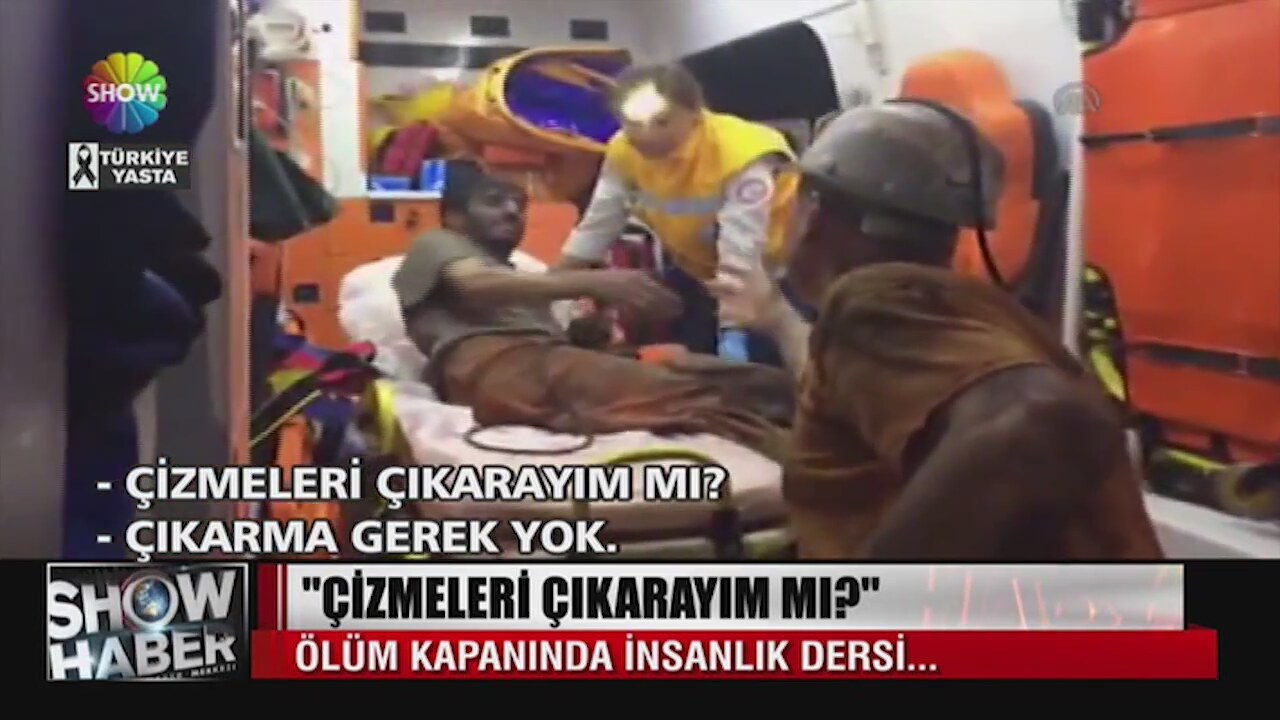 SHOW
TÜRKİYE
YASTA
- ÇİZMELERİ ÇIKARAYIM MI?
- ÇIKARMA GEREK YOK.
SHOW
HABER
"ÇİZMELERİ ÇIKARAYIM MI?"
ÖLÜM KAPANINDA İNSANLIK DERSİ...